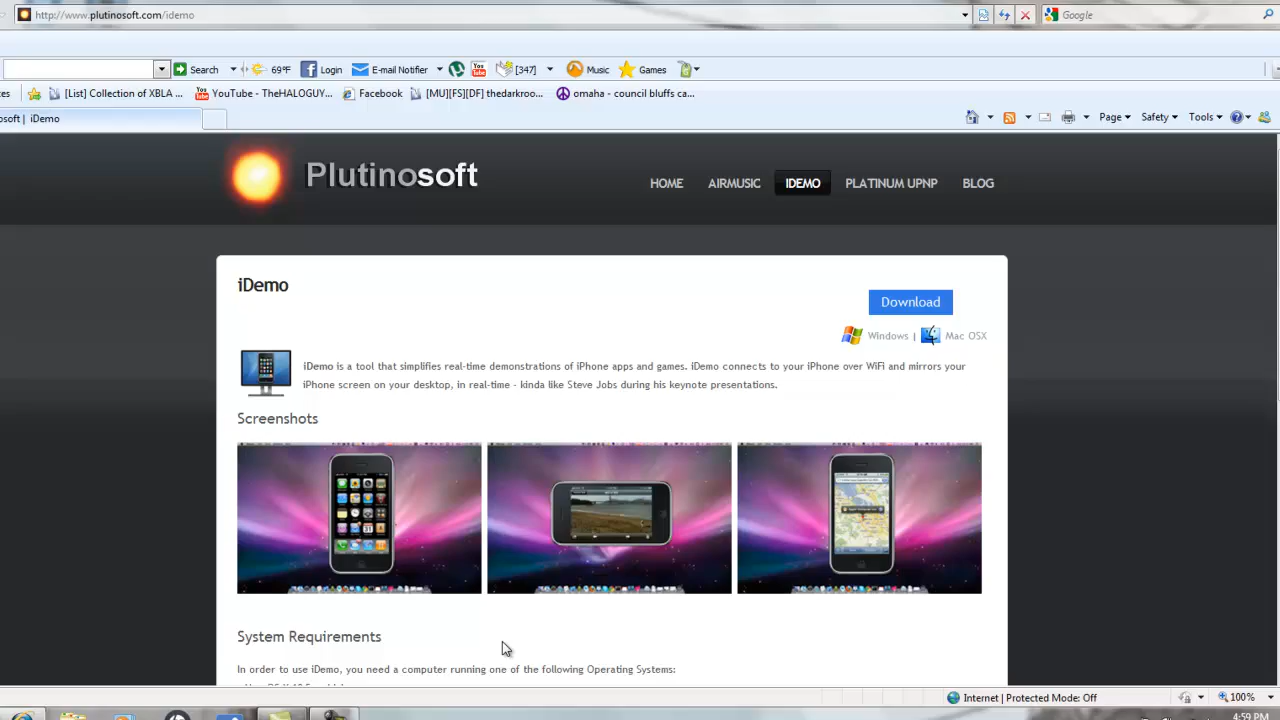 http://www.plutinosoft.com/idemo
Google
Search
69°F
Login
E-mail Notifier
[347]
Music
Games
es
[List] Collection of XBLA ...
YouTube - TheHALOGUY...
Facebook
[MU][FS][DF] thedarkroo...
omaha - council bluffs ca...
osoft | iDemo
Page
Safety
Tools
Plutinosoft
HOME
AIRMUSIC
IDEMO
PLATINUM UPNP
BLOG
iDemo
Download
Windows |
Mac OSX
iDemo is a tool that simplifies real-time demonstrations of iPhone apps and games. iDemo connects to your iPhone over WiFi and mirrors your
iPhone screen on your desktop, in real-time - kinda like Steve Jobs during his keynote presentations.
Screenshots
System Requirements
In order to use iDemo, you need a computer running one of the following Operating Systems:
Internet | Protected Mode: Off
100%
4:59 PM